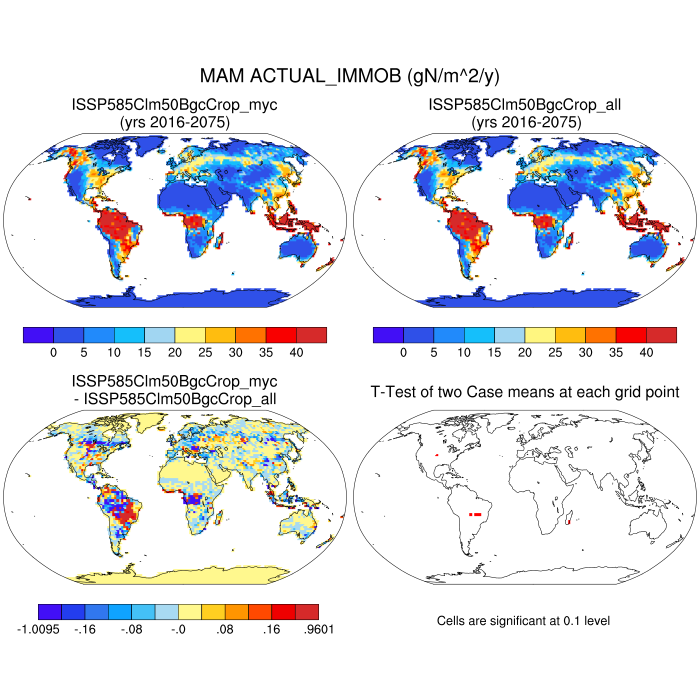 MAM ACTUAL_IMMOB (gN/m^2/y)
ISSP585Clm50BgcCrop_myc
(yrs 2016-2075)
ISSP585Clm50BgcCrop_all
(yrs 2016-2075)
0 5 10 15 20 25 30 35 40
0 5 10 15 20 25 30 35 40
ISSP585Clm50BgcCrop_myc
- ISSP585Clm50BgcCrop_all
T-Test of two Case means at each grid point
-1.0095 -.16 -.08 -.0 .08 .16 .9601
Cells are significant at 0.1 level